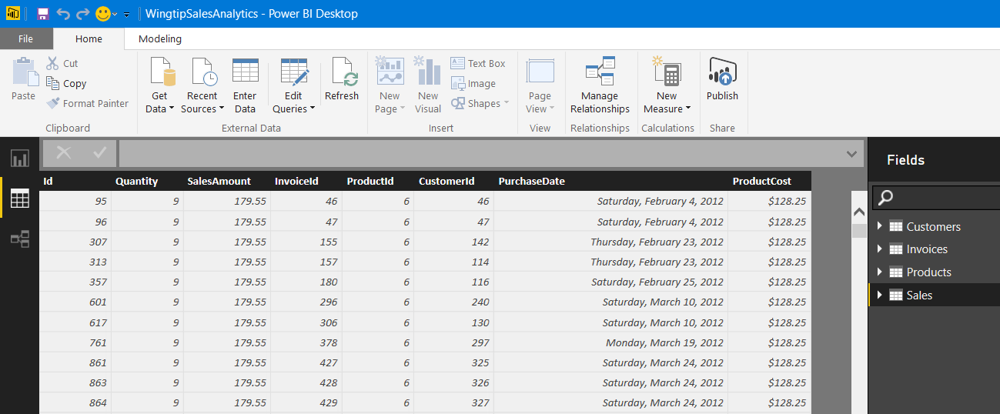 WingtipSalesAnalytics - Power BI Desktop
File Home Modeling
Paste
Cut
Copy
Format Painter
Clipboard
Get Data
Recent Sources
Enter Data
Edit Queries
Refresh
External Data
New Page
New Visual
Text Box
Image
Shapes
Insert
Page View
View
Manage Relationships
Relationships
New Measure
Calculations
Publish
Share
Id Quantity SalesAmount InvoiceId ProductId CustomerId PurchaseDate ProductCost
95 9 179.55 46 6 46 Saturday, February 4, 2012 $128.25
96 9 179.55 47 6 47 Saturday, February 4, 2012 $128.25
307 9 179.55 155 6 142 Thursday, February 23, 2012 $128.25
313 9 179.55 157 6 114 Thursday, February 23, 2012 $128.25
357 9 179.55 180 6 116 Saturday, February 25, 2012 $128.25
601 9 179.55 296 6 240 Saturday, March 10, 2012 $128.25
617 9 179.55 306 6 130 Saturday, March 10, 2012 $128.25
761 9 179.55 378 6 297 Monday, March 19, 2012 $128.25
861 9 179.55 427 6 325 Saturday, March 24, 2012 $128.25
863 9 179.55 428 6 326 Saturday, March 24, 2012 $128.25
864 9 179.55 429 6 327 Saturday, March 24, 2012 $128.25
Fields
Customers
Invoices
Products
Sales